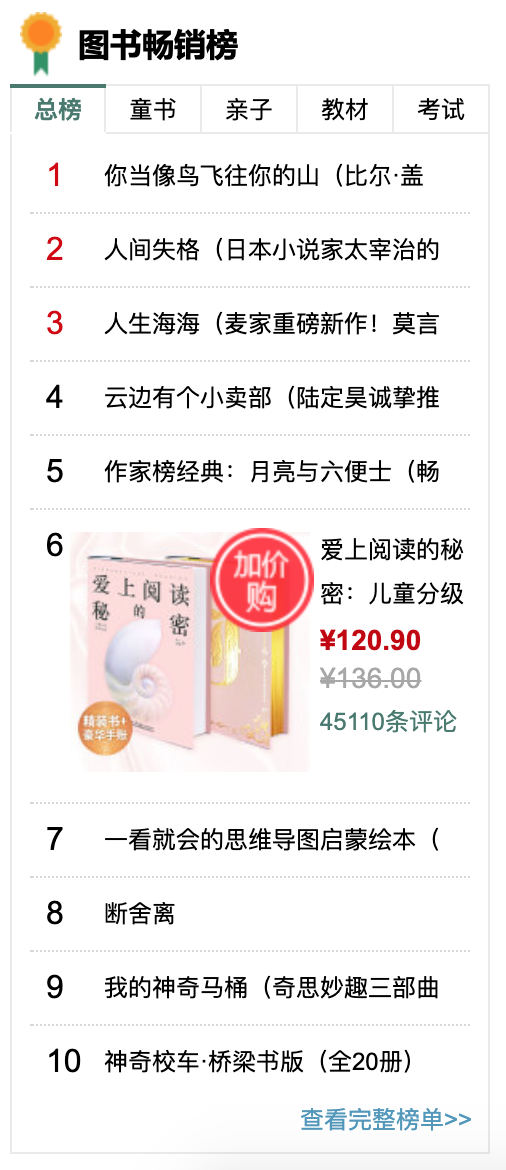 图书畅销榜
总榜 童书 亲子 教材 考试
1 你当像鸟飞往你的山（比尔·盖
2 人间失格（日本小说家太宰治的
3 人生海海（麦家重磅新作！莫言
4 云边有个小卖部（陆定昊诚挚推
5 作家榜经典：月亮与六便士（畅
6
爱上阅读
秘的密
加价
购
精装书+
豪华手账
爱上阅读的秘
密：儿童分级
¥120.90
¥136.00
45110条评论
7 一看就会的思维导图启蒙绘本（
8 断舍离
9 我的神奇马桶（奇思妙趣三部曲
10 神奇校车·桥梁书版（全20册）
查看完整榜单>>